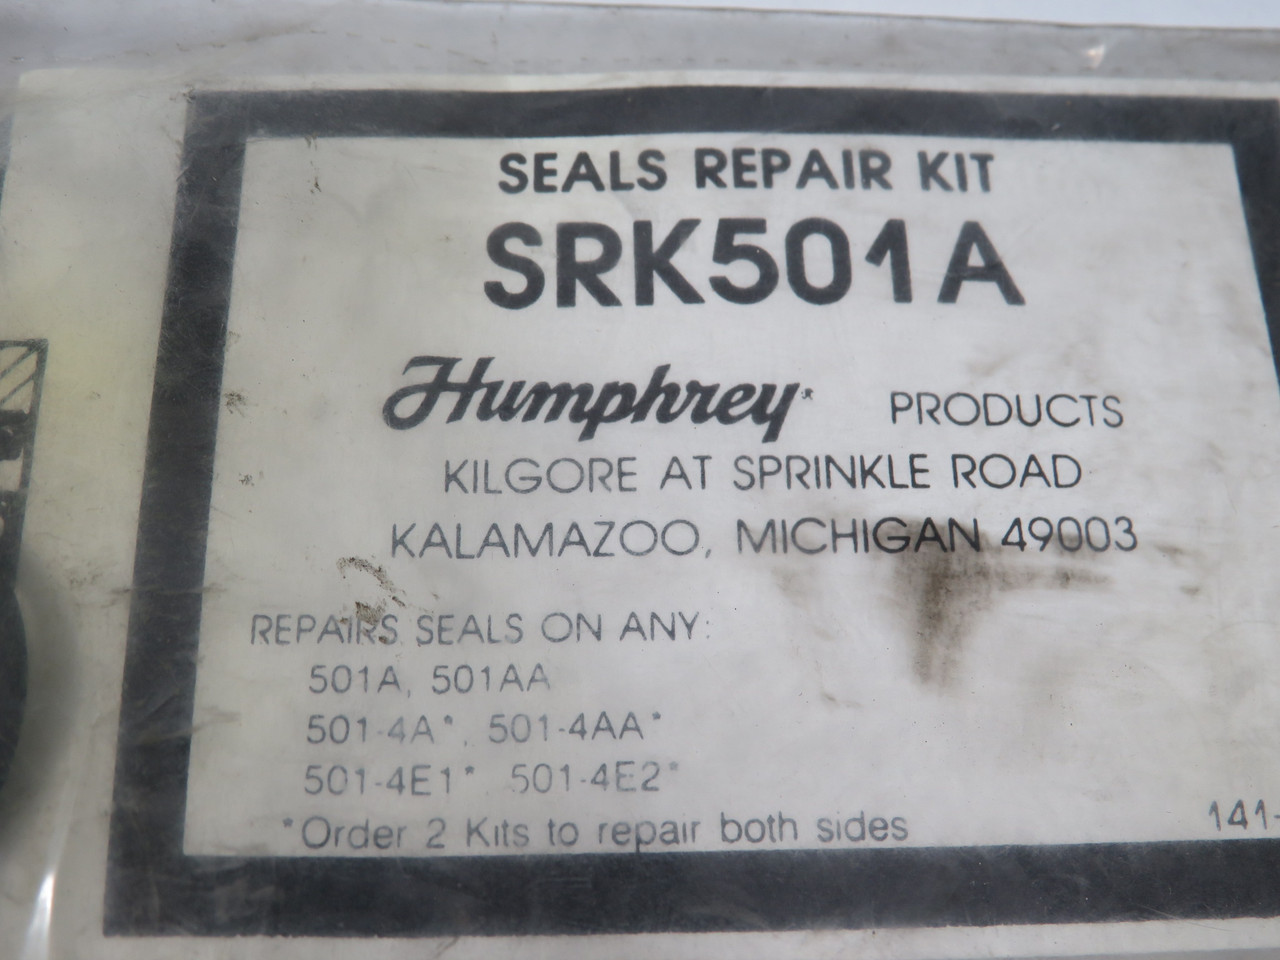 SEALS REPAIR KIT
SRK501A
Humphrey® PRODUCTS
KILGORE AT SPRINKLE ROAD
KALAMAZOO, MICHIGAN 49003
REPAIRS SEALS ON ANY:
501A, 501AA
501-4A*, 501-4AA*
501-4E1*, 501-4E2*
*Order 2 Kits to repair both sides
141-